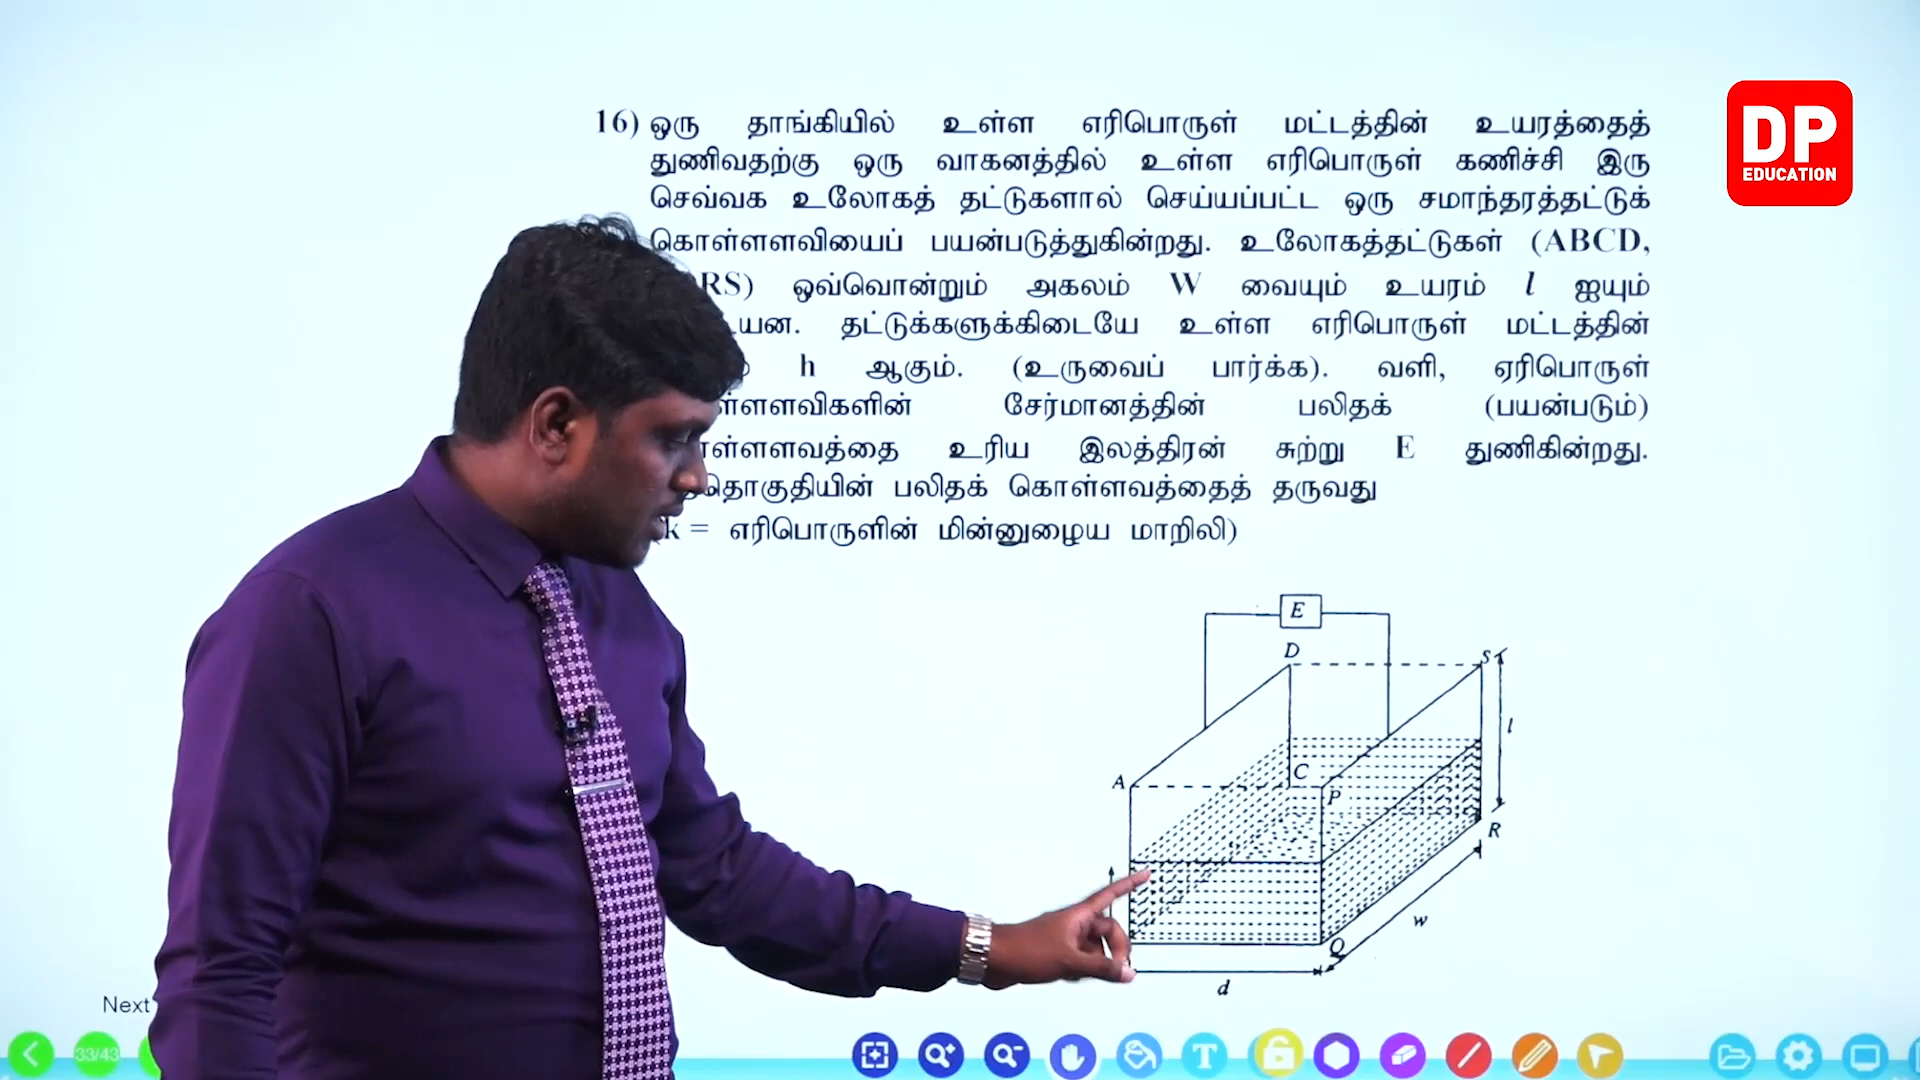 16) ஒரு தாங்கியில் உள்ள எரிபொருள் மட்டத்தின் உயரத்தைத்
துணிவதற்கு ஒரு வாகனத்தில் உள்ள எரிபொருள் கணிச்சி இரு
செவ்வக உலோகத் தட்டுகளால் செய்யப்பட்ட ஒரு சமாந்தரத்தட்டுக்
கொள்ளளவியைப் பயன்படுத்துகின்றது. உலோகத்தட்டுகள் (ABCD,
RS) ஒவ்வொன்றும் அகலம் W வையும் உயரம் l ஐயும்
டயன. தட்டுக்களுக்கிடையே உள்ள எரிபொருள் மட்டத்தின்
h ஆகும். (உருவைப் பார்க்க). வளி, ஏரிபொருள்
ள்ளளவிகளின் சேர்மானத்தின் பலிதக் (பயன்படும்)
ள்ளளவத்தை உரிய இலத்திரன் சுற்று E துணிகின்றது.
தொகுதியின் பலிதக் கொள்ளவத்தைத் தருவது
k = எரிபொருளின் மின்னுழைய மாறிலி)
DP
EDUCATION
E
D
S
l
A
C
P
R
w
Q
d
Next
33/43
T